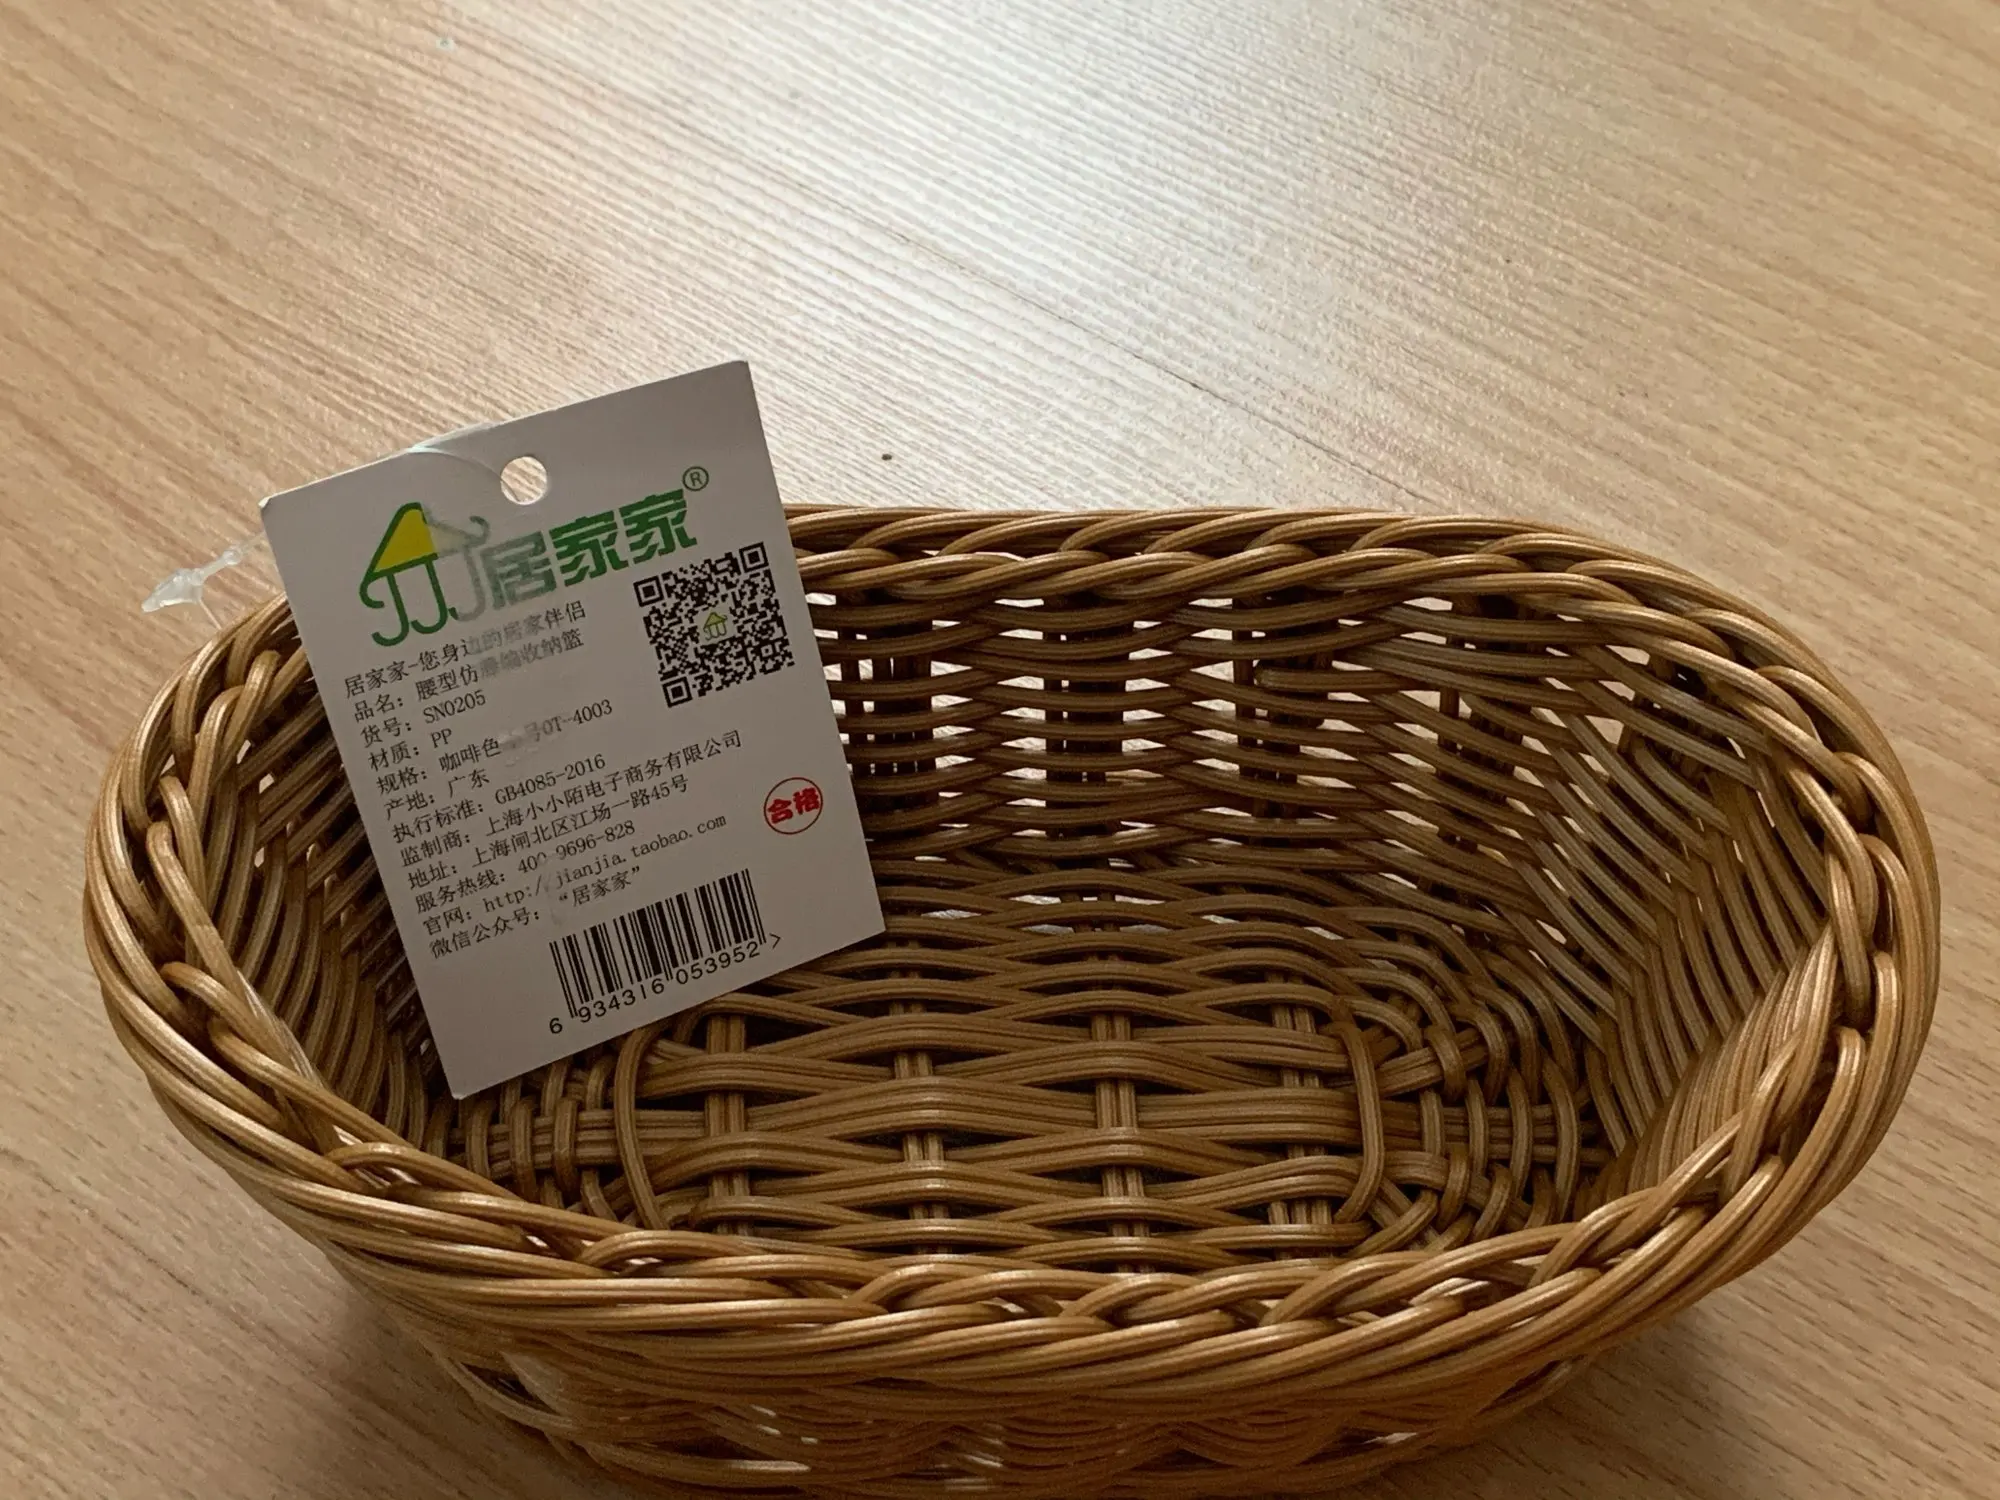 居家家®
居家家-您身边的居家伴侣
品名：腰型仿藤编收纳篮
货号：SN0205
材质：PP
规格：咖啡色 号OT-4003
产地：广东
执行标准：GB4085-2016
监制商：上海小小陌电子商务有限公司
地址：上海闸北区江场一路45号
服务热线：400-9696-828
官网：http://jianjia.taobao.com
微信公众号：“居家家”
合格
6 934316 053952 >